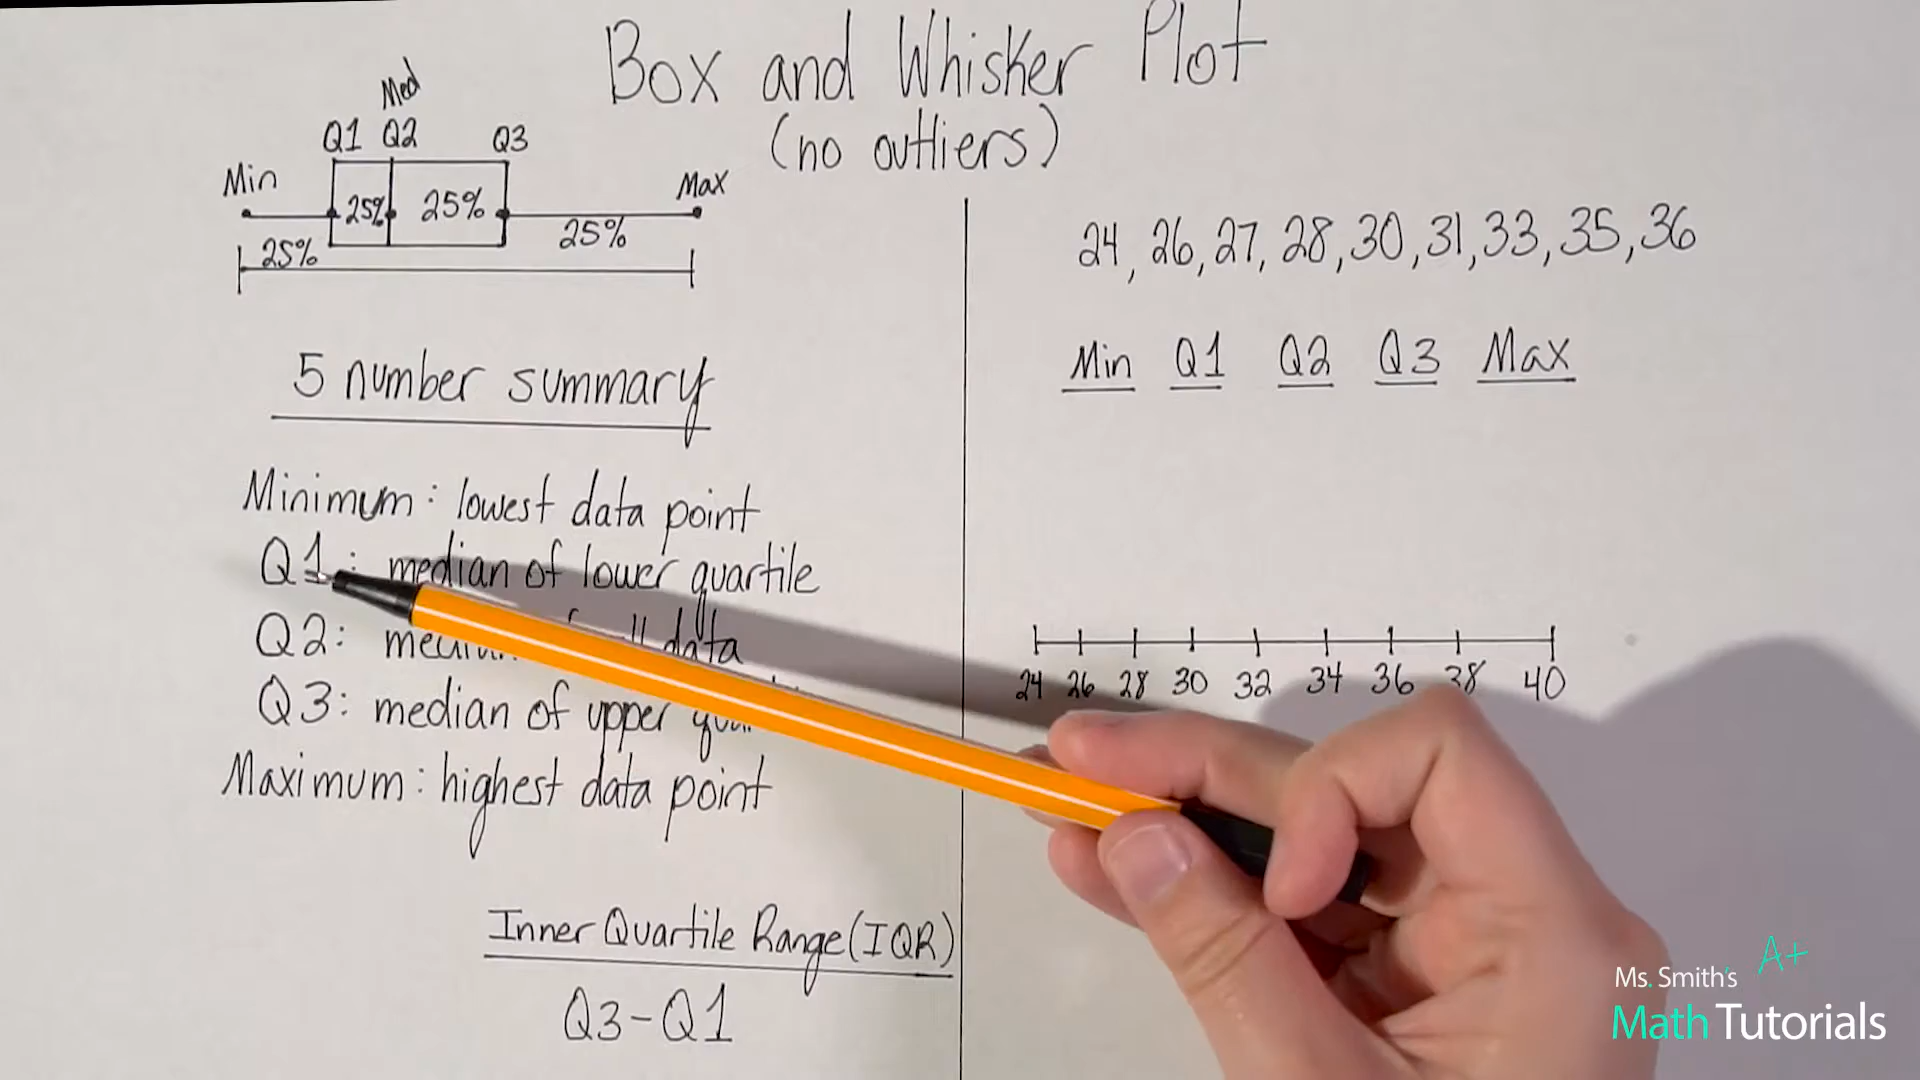 Box and Whisker Plot
(no outliers)
Med
Q1 Q2 Q3
Min
Max
25% 25%
25% 25%
5 number summary
Minimum: lowest data point
Q1: median of lower quartile
Q2: data
Q3: median of upper
Maximum: highest data point
Inner Quartile Range (IQR)
Q3-Q1
24, 26, 27, 28, 30, 31, 33, 35, 36
Min Q1 Q2 Q3 Max
24 26 28 30 32 34 36 38 40
A+
Ms. Smith's
Math Tutorials